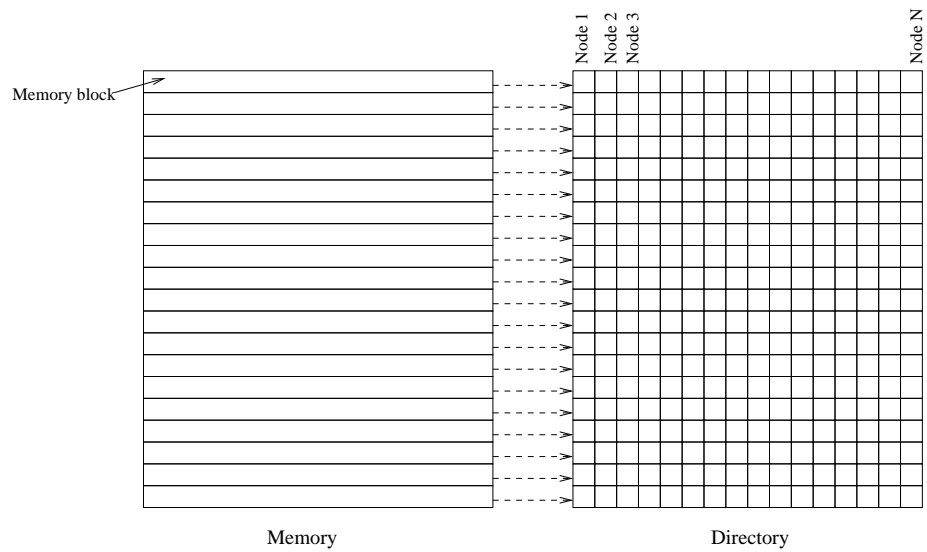 Node 1
Node 2
Node 3
Node N
Memory block
Memory
Directory